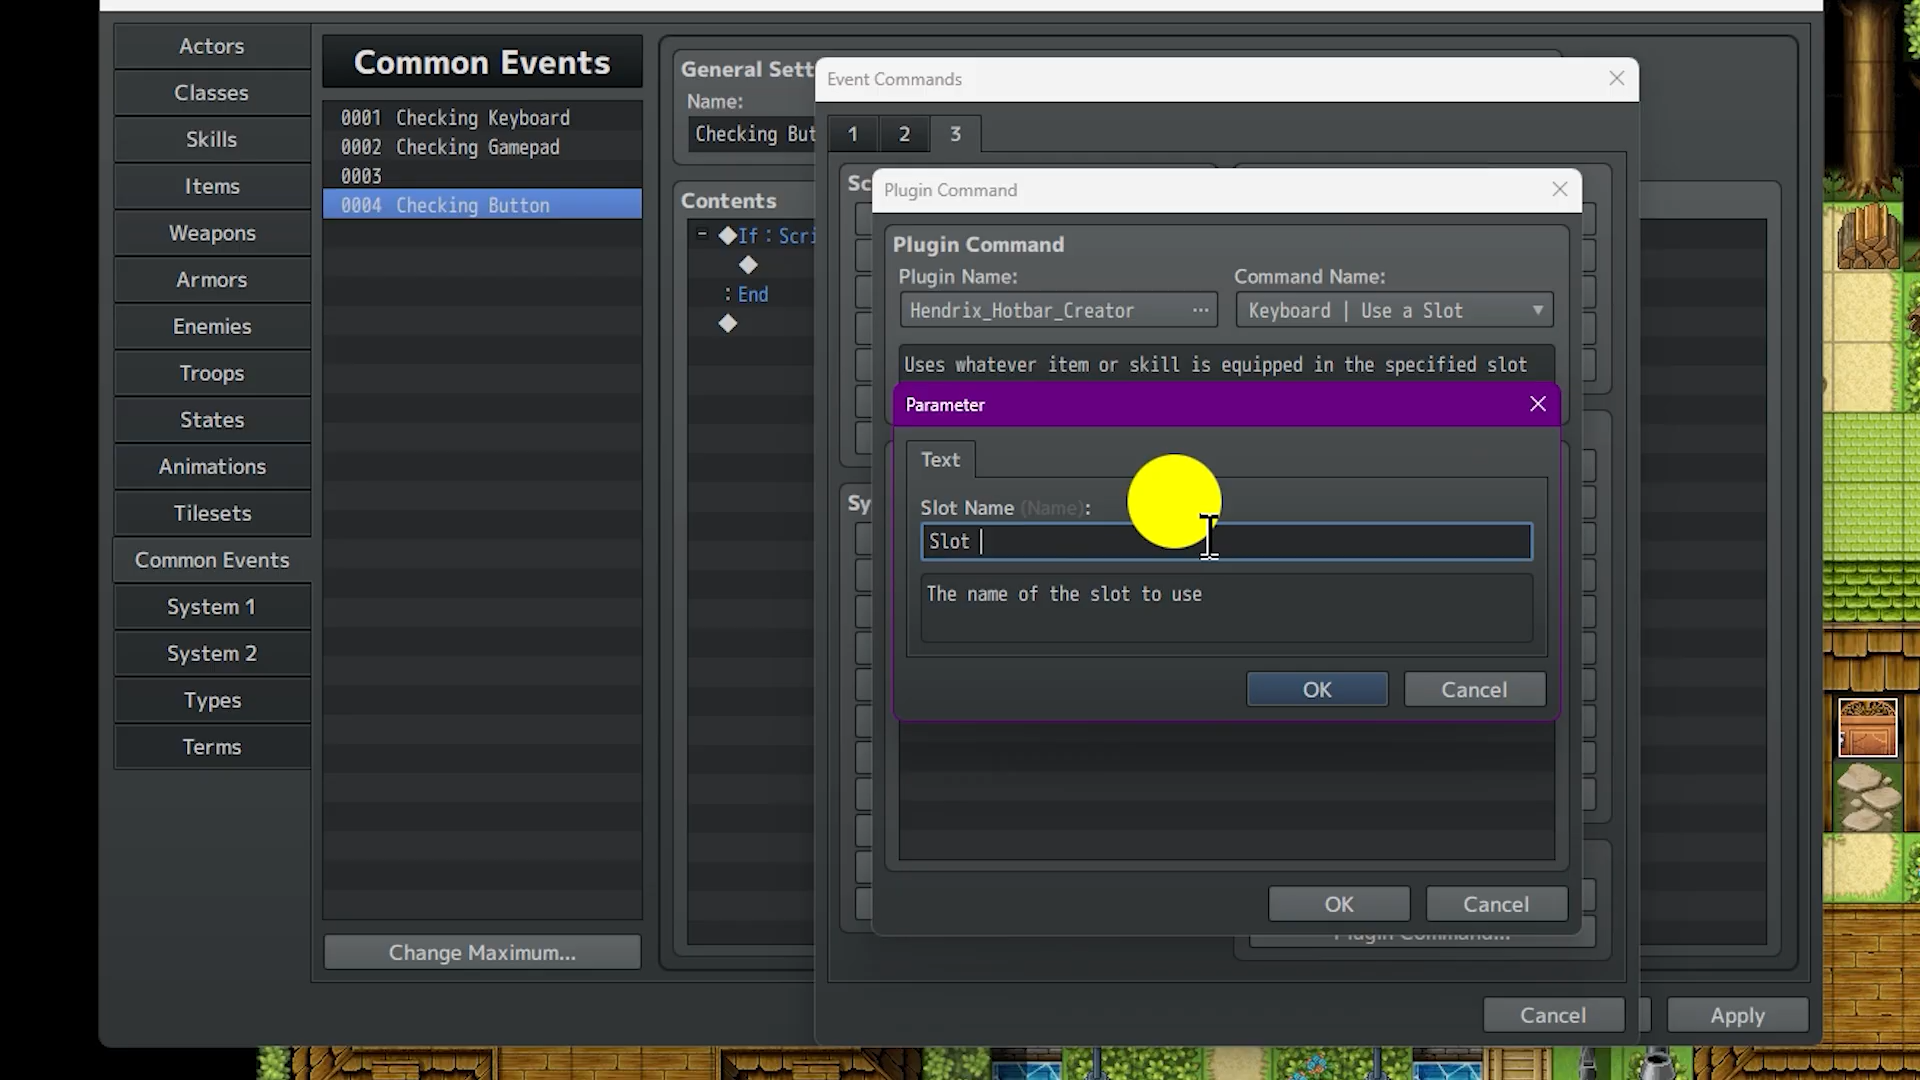 Actors
Classes
Skills
Items
Weapons
Armors
Enemies
Troops
States
Animations
Tilesets
Common Events
System 1
System 2
Types
Terms
Common Events
0001 Checking Keyboard
0002 Checking Gamepad
0003
0004 Checking Button
Change Maximum...
General Sett
Name:
Checking But
Contents
If : Scri
: End
Event Commands
1 2 3
Sc
Sy
Plugin Command
Plugin Command
Plugin Name: Command Name:
Hendrix_Hotbar_Creator ... Keyboard | Use a Slot
Uses whatever item or skill is equipped in the specified slot
Parameter
Text
Slot Name (Name):
Slot
The name of the slot to use
OK Cancel
OK Cancel
Plugin Command...
Cancel Apply